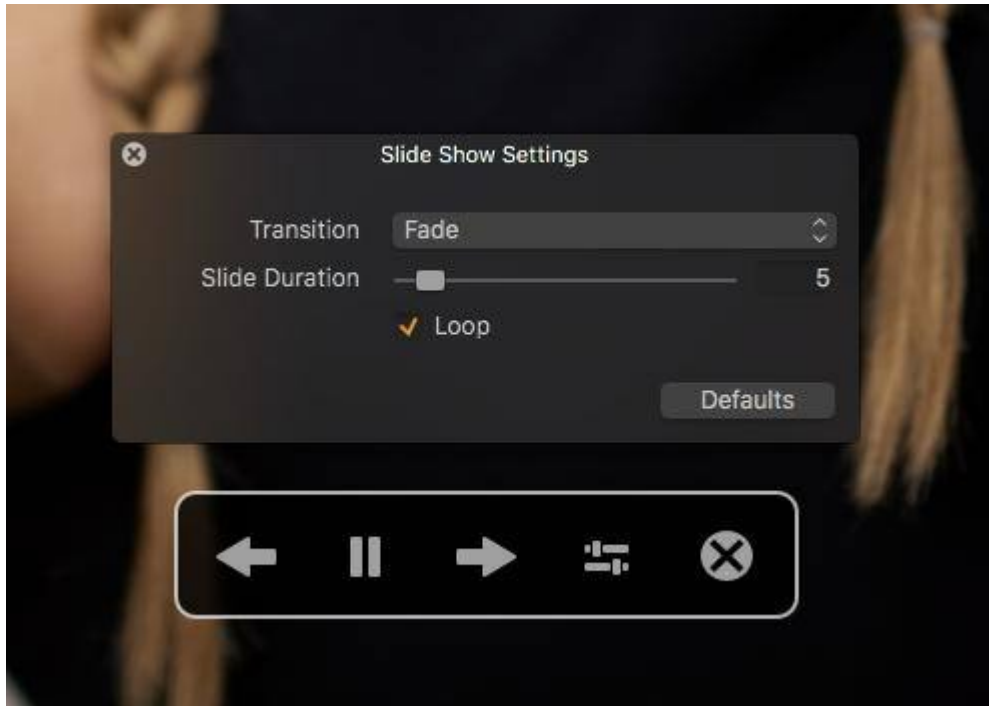 Slide Show Settings
Transition Fade
Slide Duration 5
Loop
Defaults